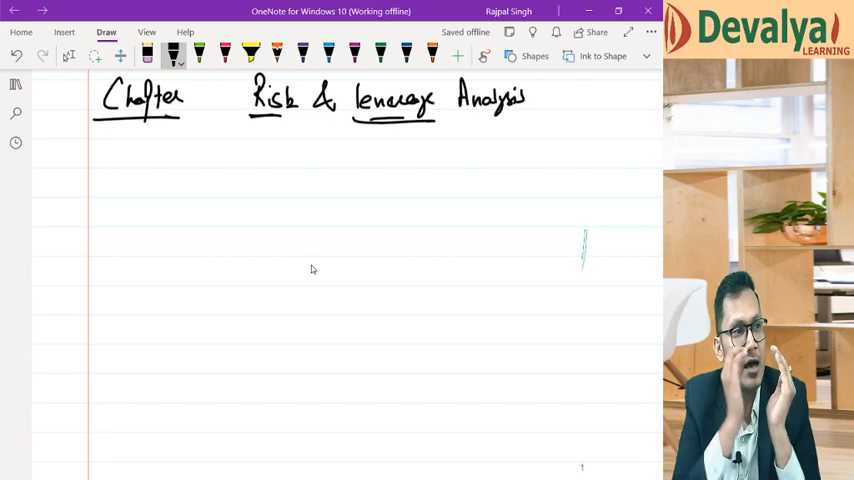 OneNote for Windows 10 (Working offline)
Rajpal Singh
Home Insert Draw View Help
Saved offline
Share
Shapes
Ink to Shape
Chapter Risk & Leverage Analysis
Devalya
LEARNING